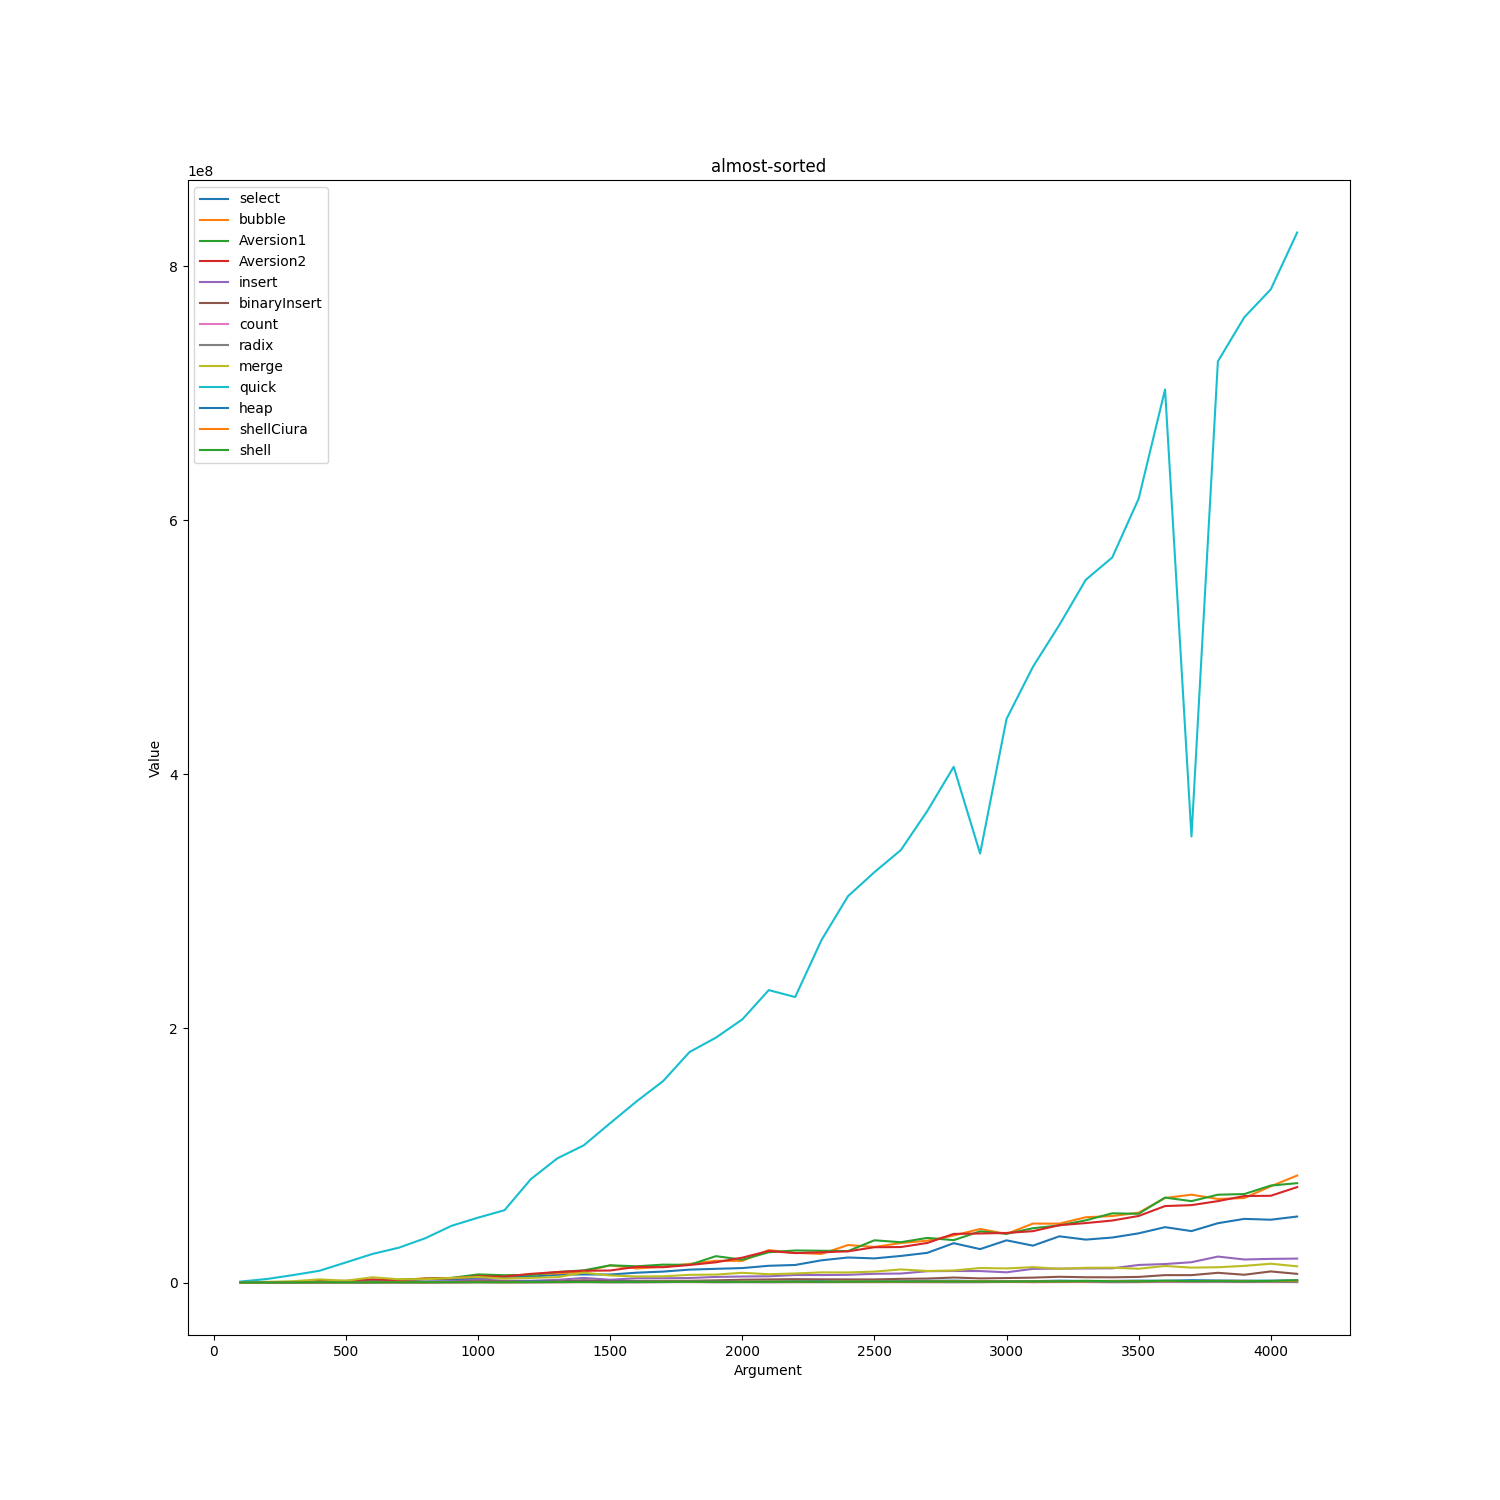 almost-sorted
1e8
select
bubble
Aversion1
Aversion2
insert
binaryInsert
count
radix
merge
quick
heap
shellCiura
shell
8
6
4
2
0
Value
0 500 1000 1500 2000 2500 3000 3500 4000
Argument